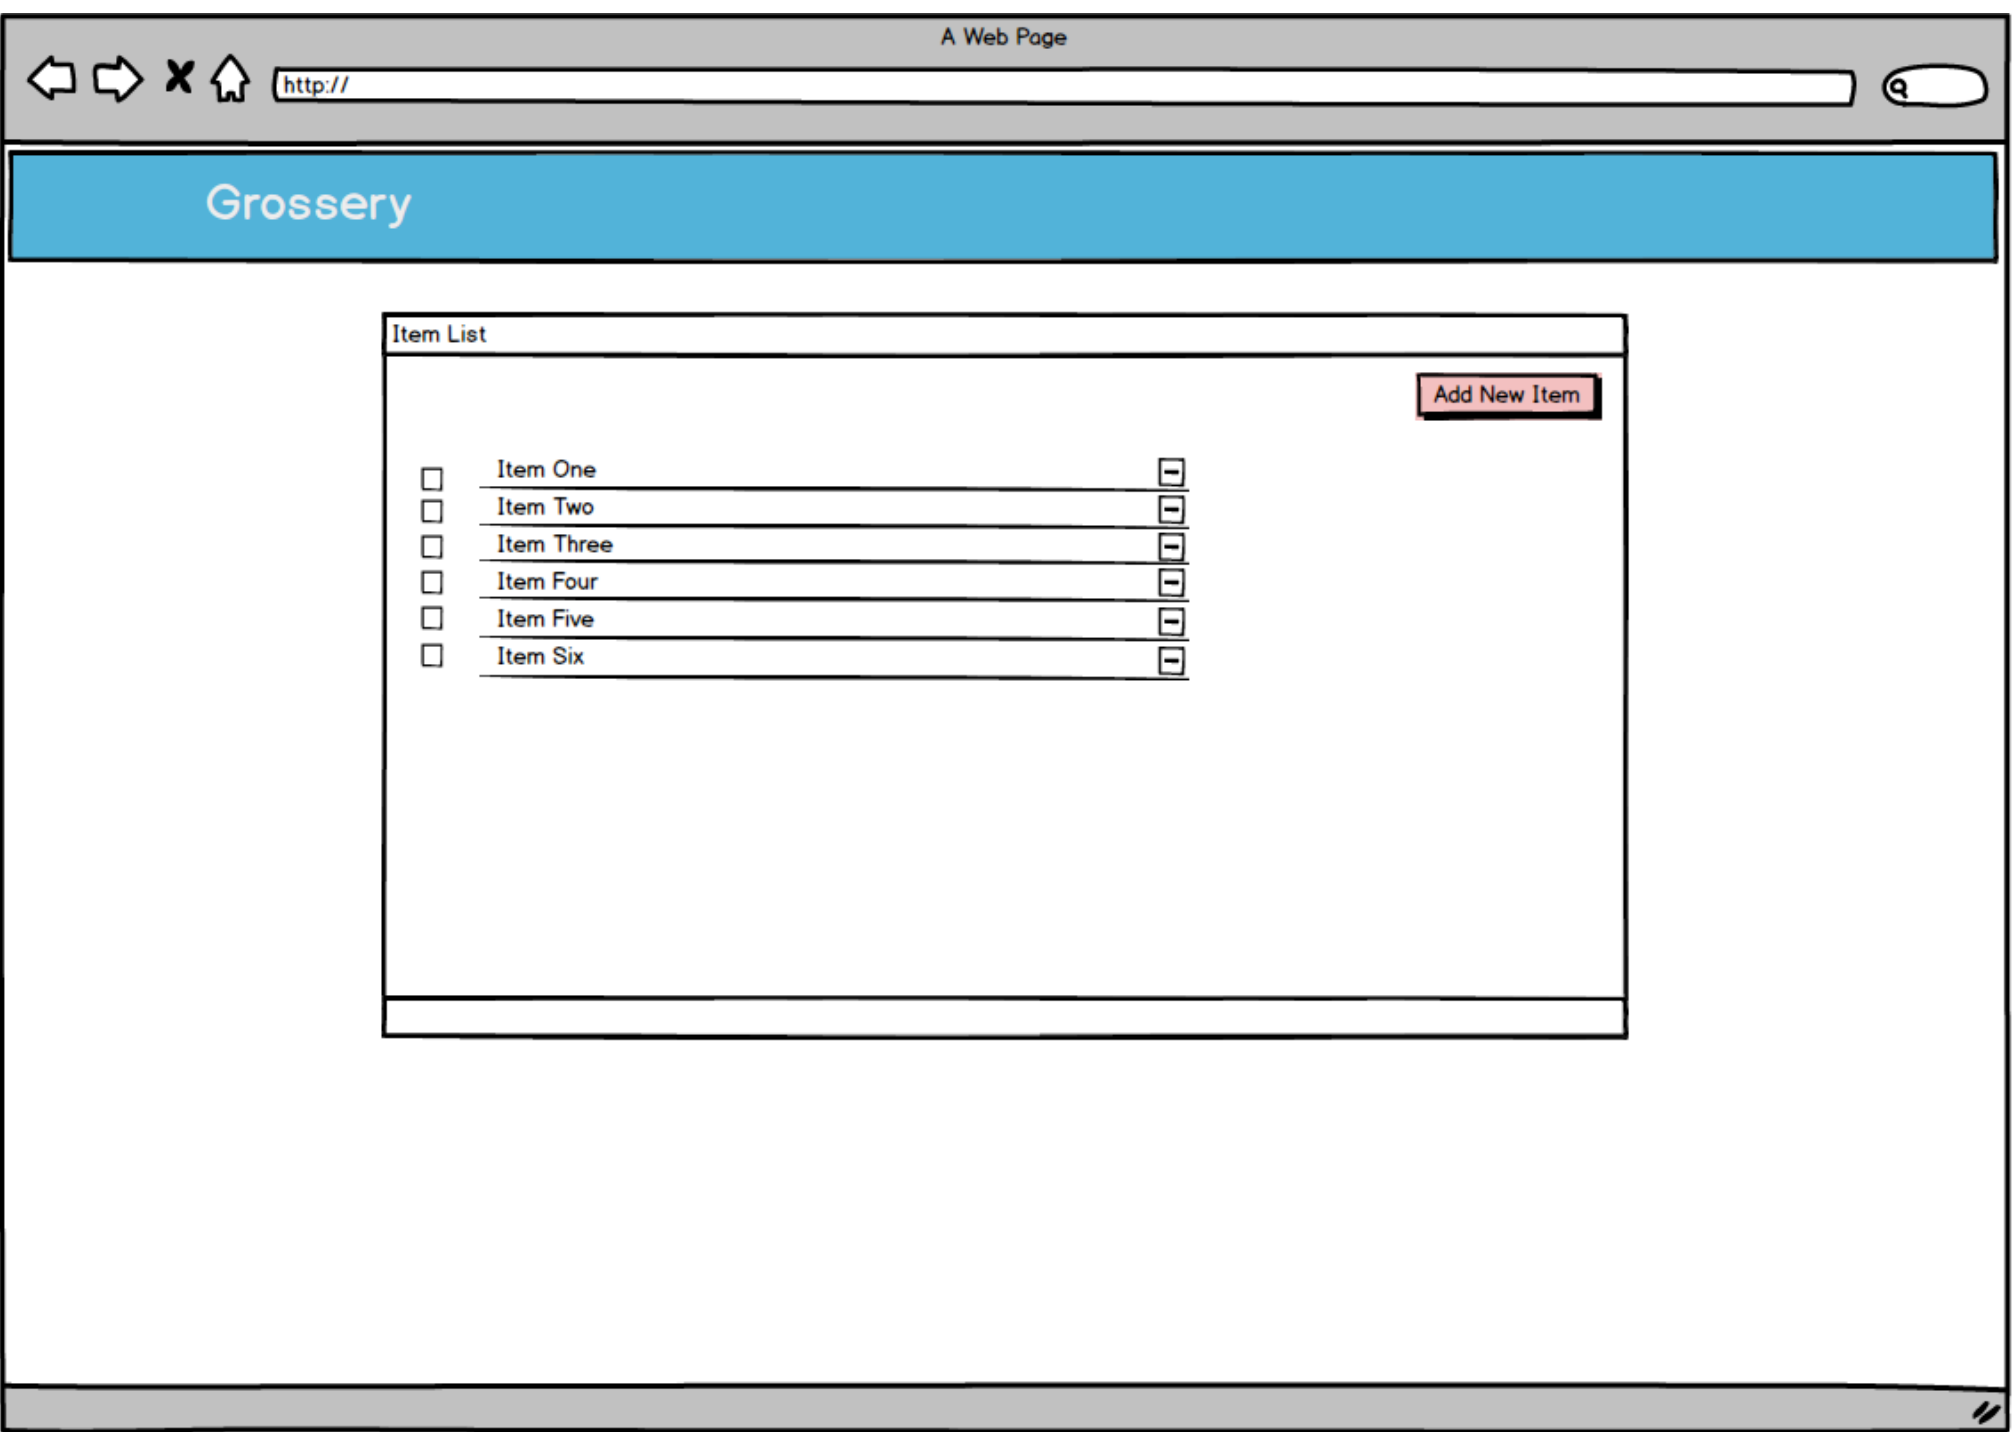 A Web Page
http://
Grossery
Item List
Add New Item
Item One
Item Two
Item Three
Item Four
Item Five
Item Six